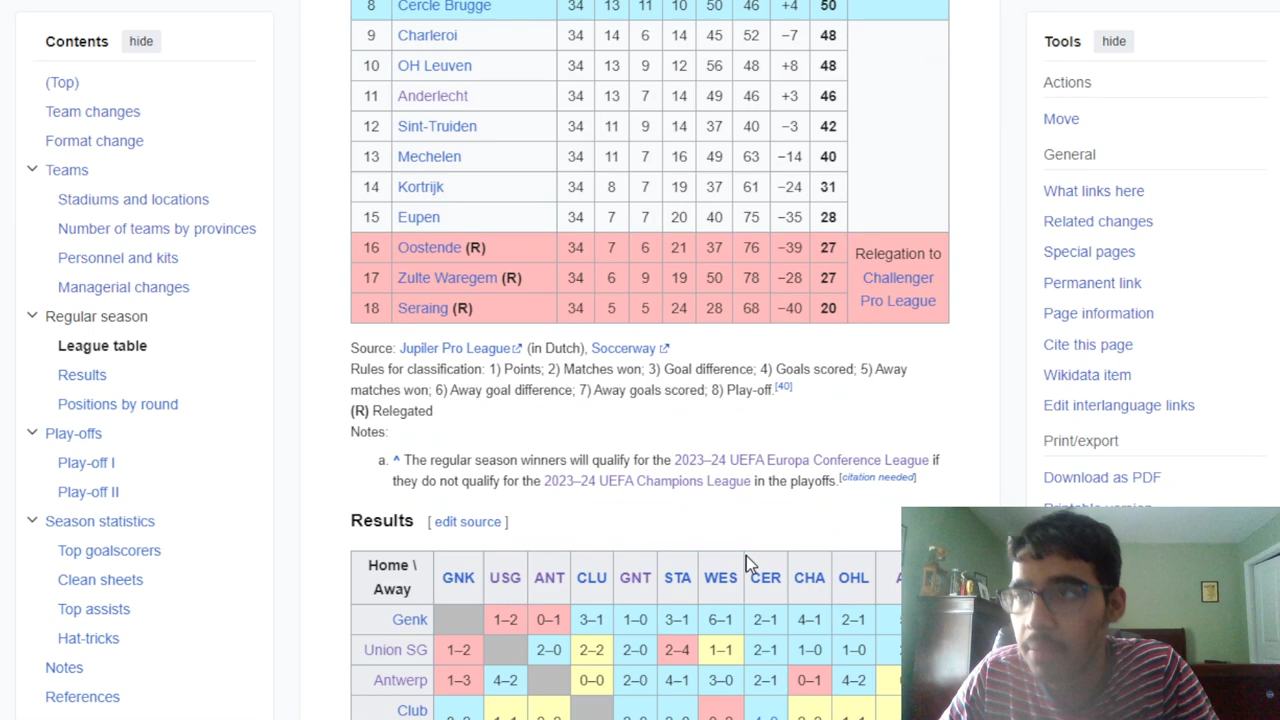 Contents hide
(Top)
Team changes
Format change
Teams
Stadiums and locations
Number of teams by provinces
Personnel and kits
Managerial changes
Regular season
League table
Results
Positions by round
Play-offs
Play-off I
Play-off II
Season statistics
Top goalscorers
Clean sheets
Top assists
Hat-tricks
Notes
References
8 Cercle Brugge 34 13 11 10 50 46 +4 50
9 Charleroi 34 14 6 14 45 52 −7 48
10 OH Leuven 34 13 9 12 56 48 +8 48
11 Anderlecht 34 13 7 14 49 46 +3 46
12 Sint-Truiden 34 11 9 14 37 40 −3 42
13 Mechelen 34 11 7 16 49 63 −14 40
14 Kortrijk 34 8 7 19 37 61 −24 31
15 Eupen 34 7 7 20 40 75 −35 28
16 Oostende (R) 34 7 6 21 37 76 −39 27
17 Zulte Waregem (R) 34 6 9 19 50 78 −28 27
18 Seraing (R) 34 5 5 24 28 68 −40 20
Relegation to
Challenger
Pro League
Source: Jupiler Pro League (in Dutch), Soccerway
Rules for classification: 1) Points; 2) Matches won; 3) Goal difference; 4) Goals scored; 5) Away
matches won; 6) Away goal difference; 7) Away goals scored; 8) Play-off.[40]
(R) Relegated
Notes:
a. ^ The regular season winners will qualify for the 2023–24 UEFA Europa Conference League if
they do not qualify for the 2023–24 UEFA Champions League in the playoffs.[citation needed]
Results [ edit source ]
Home \
Away GNK USG ANT CLU GNT STA WES CER CHA OHL
Genk 1–2 0–1 3–1 1–0 3–1 6–1 2–1 4–1 2–1
Union SG 1–2 2–0 2–2 2–0 2–4 1–1 2–1 1–0 1–0
Antwerp 1–3 4–2 0–0 2–0 4–1 3–0 2–1 0–1 4–2
Club
Tools hide
Actions
Move
General
What links here
Related changes
Special pages
Permanent link
Page information
Cite this page
Wikidata item
Edit interlanguage links
Print/export
Download as PDF